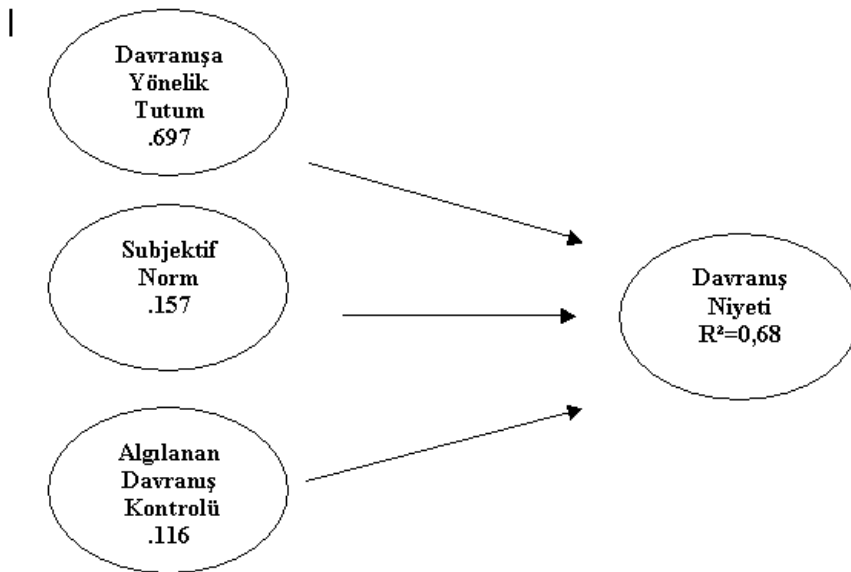 Davranışa
Yönelik
Tutum
.697
Subjektif
Norm
.157
Algılanan
Davranış
Kontrolü
.116
Davranış
Niyeti
R²=0,68